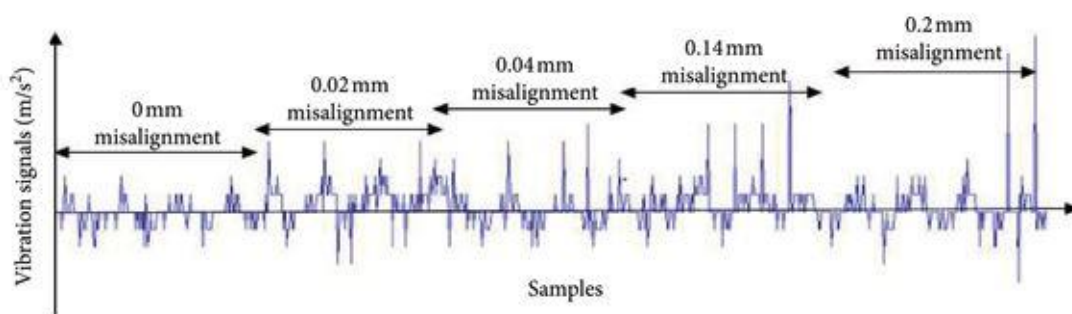 Vibration signals (m/s²)
0 mm
misalignment
0.02 mm
misalignment
0.04 mm
misalignment
0.14 mm
misalignment
0.2 mm
misalignment
Samples